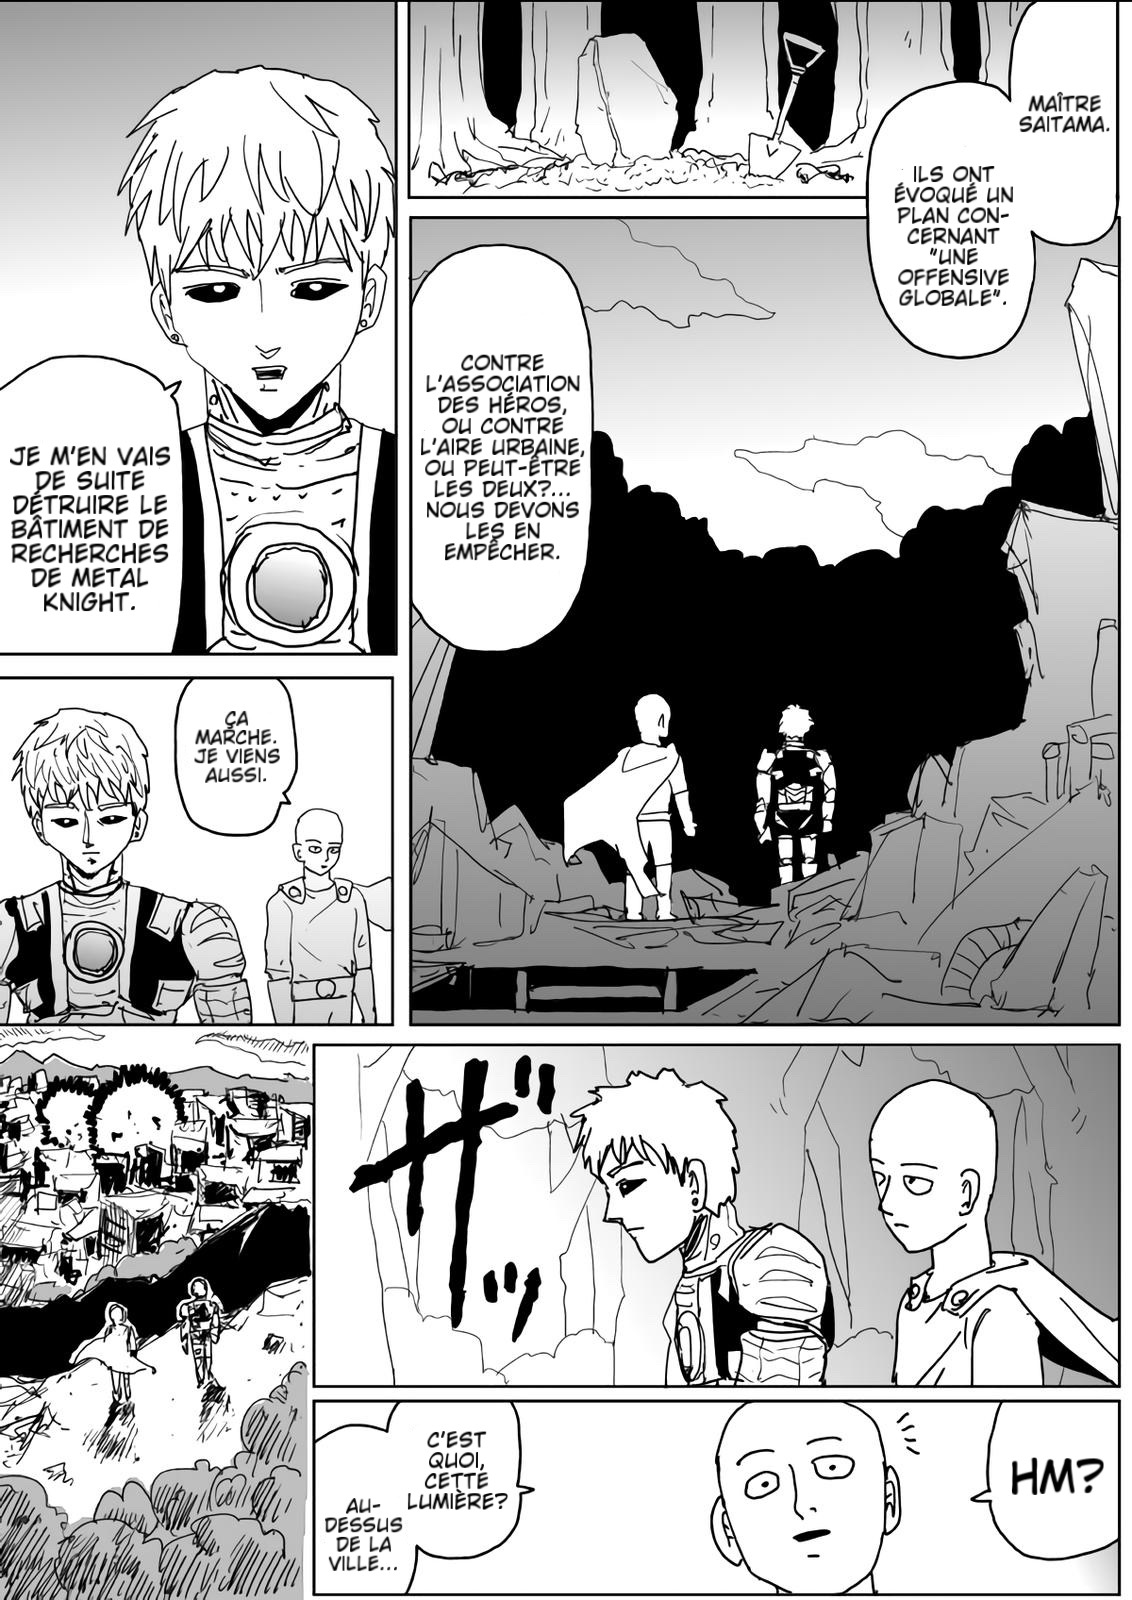 MAÎTRE
SAITAMA.
ILS ONT
ÉVOQUÉ UN
PLAN CON-
CERNANT
"UNE
OFFENSIVE
GLOBALE".
CONTRE
L'ASSOCIATION
DES HÉROS,
OU CONTRE
L'AIRE URBAINE,
OU PEUT-ÊTRE
LES DEUX?...
NOUS DEVONS
LES EN
EMPÊCHER.
JE M'EN VAIS
DE SUITE
DÉTRUIRE LE
BÂTIMENT DE
RECHERCHES
DE METAL
KNIGHT.
ÇA
MARCHE.
JE VIENS
AUSSI.
ザッ
HM?
C'EST
QUOI,
CETTE
LUMIÈRE?
AU-
DESSUS
DE LA
VILLE...